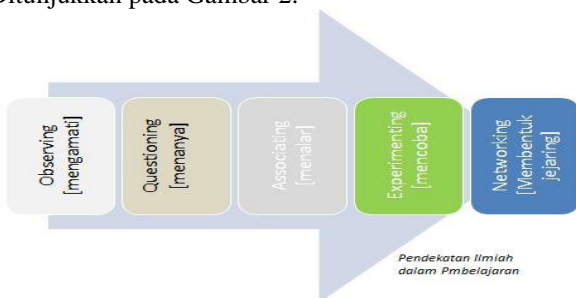 Ditunjukkan pada Gambar 2.
Observing
[mengamati]
Questioning
[menanya]
Associating
[menalar]
Experimenting
[mencoba]
Networking
[Membentuk
jejaring]
Pendekatan Ilmiah
dalam Pmbelajaran